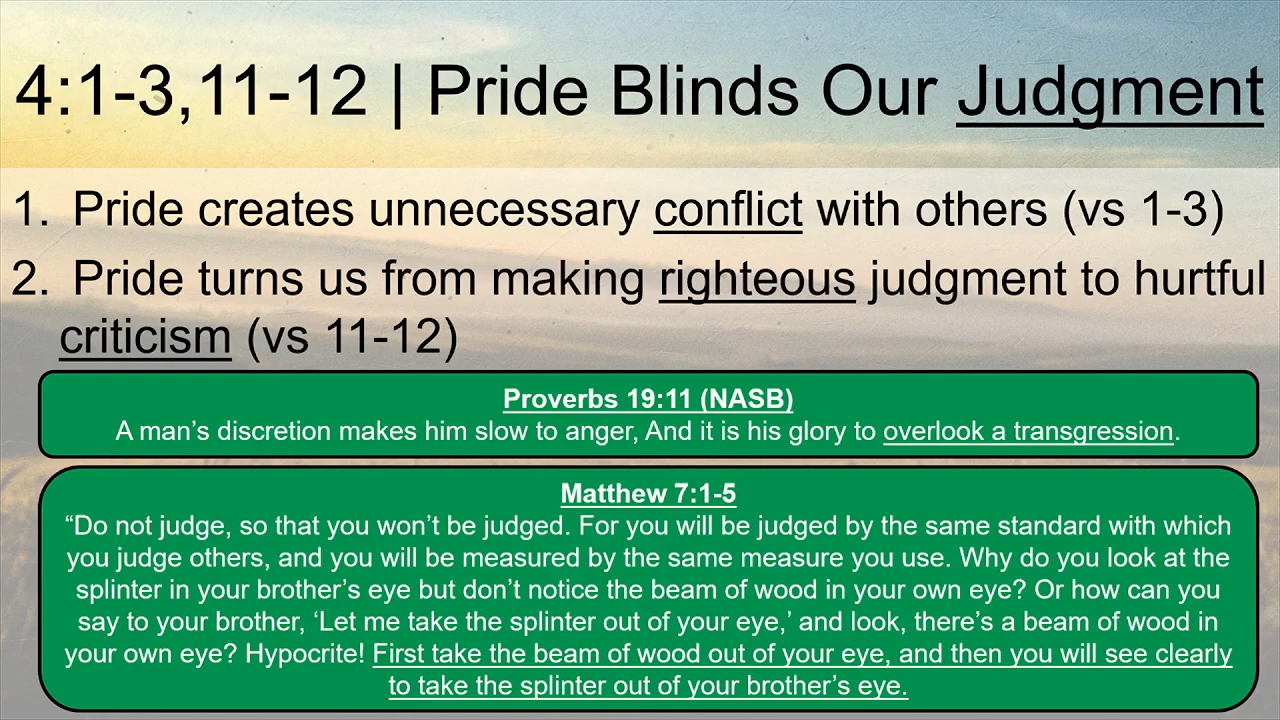 4:1-3,11-12 | Pride Blinds Our Judgment
1. Pride creates unnecessary conflict with others (vs 1-3)
2. Pride turns us from making righteous judgment to hurtful
criticism (vs 11-12)
Proverbs 19:11 (NASB)
A man’s discretion makes him slow to anger, And it is his glory to overlook a transgression.
Matthew 7:1-5
“Do not judge, so that you won’t be judged. For you will be judged by the same standard with which
you judge others, and you will be measured by the same measure you use. Why do you look at the
splinter in your brother’s eye but don’t notice the beam of wood in your own eye? Or how can you
say to your brother, ‘Let me take the splinter out of your eye,’ and look, there’s a beam of wood in
your own eye? Hypocrite! First take the beam of wood out of your eye, and then you will see clearly
to take the splinter out of your brother’s eye.